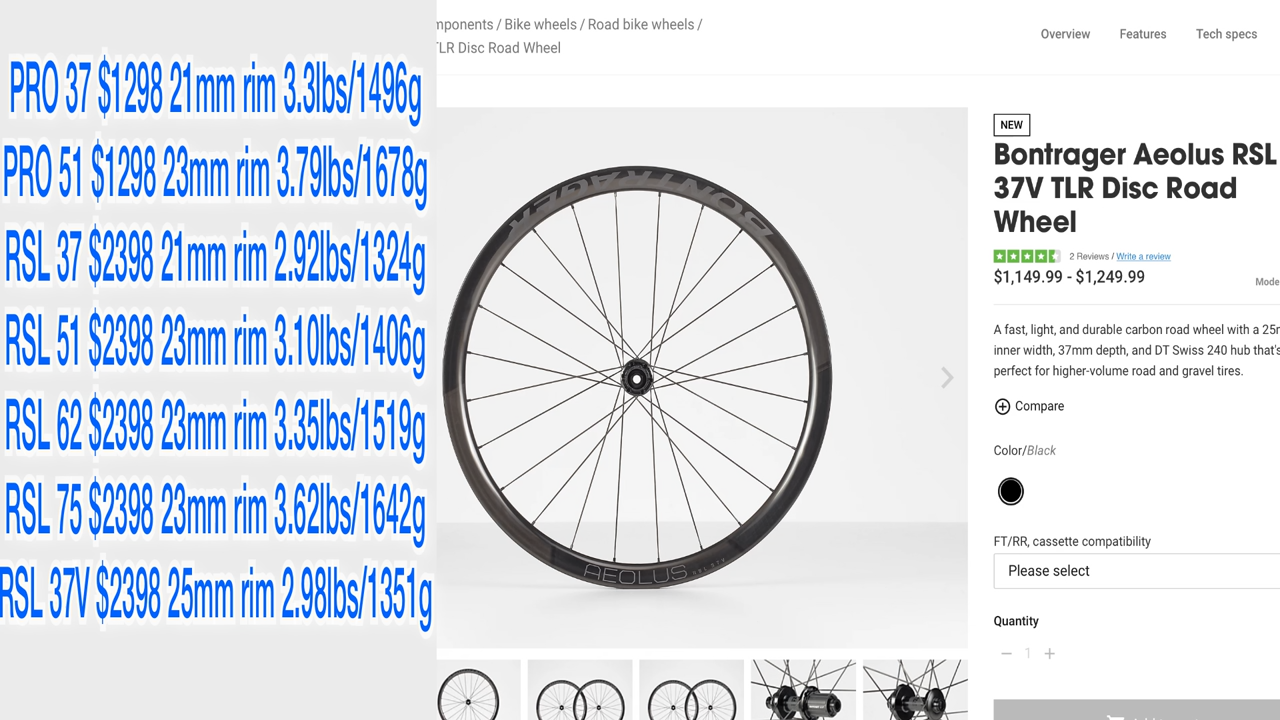 PRO 37 $1298 21mm rim 3.3lbs/1496g
PRO 51 $1298 23mm rim 3.79lbs/1678g
RSL 37 $2398 21mm rim 2.92lbs/1324g
RSL 51 $2398 23mm rim 3.10lbs/1406g
RSL 62 $2398 23mm rim 3.35lbs/1519g
RSL 75 $2398 23mm rim 3.62lbs/1642g
RSL 37V $2398 25mm rim 2.98lbs/1351g
mponents / Bike wheels / Road bike wheels /
TLR Disc Road Wheel
Overview Features Tech specs
BONTRAGER
AEOLUS
NEW
Bontrager Aeolus RSL
37V TLR Disc Road
Wheel
2 Reviews / Write a review
$1,149.99 - $1,249.99
Mode
A fast, light, and durable carbon road wheel with a 25
inner width, 37mm depth, and DT Swiss 240 hub that's
perfect for higher-volume road and gravel tires.
Compare
Color/Black
FT/RR, cassette compatibility
Please select
Quantity
1